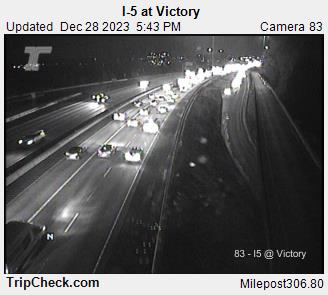 I-5 at Victory
Updated Dec 28 2023 5:43 PM Camera 83
T
N
83 - I5 @ Victory
TripCheck.com Milepost306.80